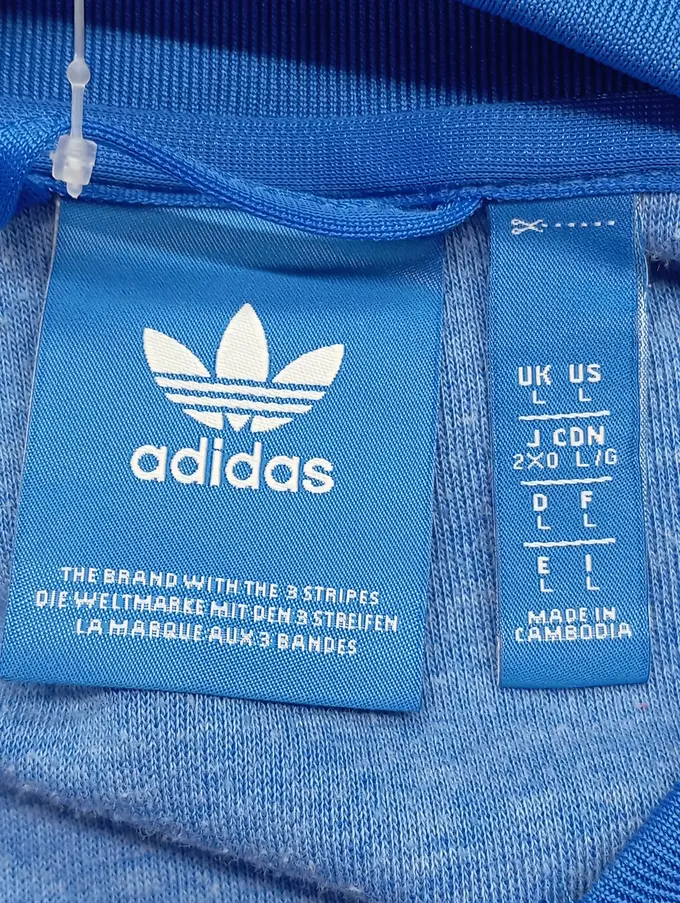 adidas
THE BRAND WITH THE 3 STRIPES
DIE WELTMARKE MIT DEN 3 STREIFEN
LA MARQUE AUX 3 BANDES
UK US
L L
J CDN
2XO L/G
D F
L L
E I
L L
MADE IN
CAMBODIA